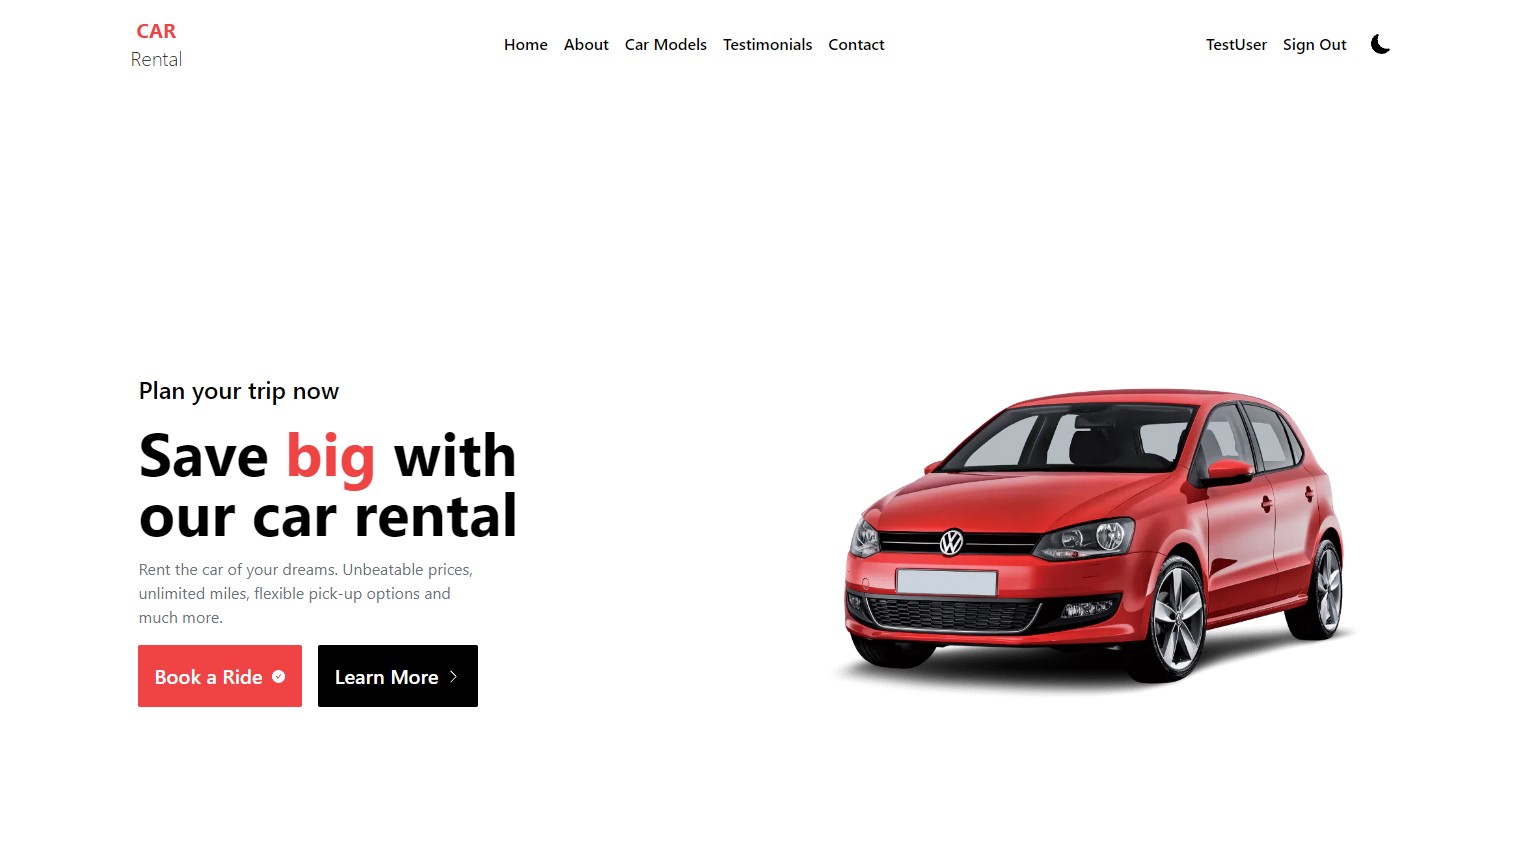 CAR
Rental
Home About Car Models Testimonials Contact
TestUser Sign Out
Plan your trip now
Save big with
our car rental
Rent the car of your dreams. Unbeatable prices,
unlimited miles, flexible pick-up options and
much more.
Book a Ride
Learn More